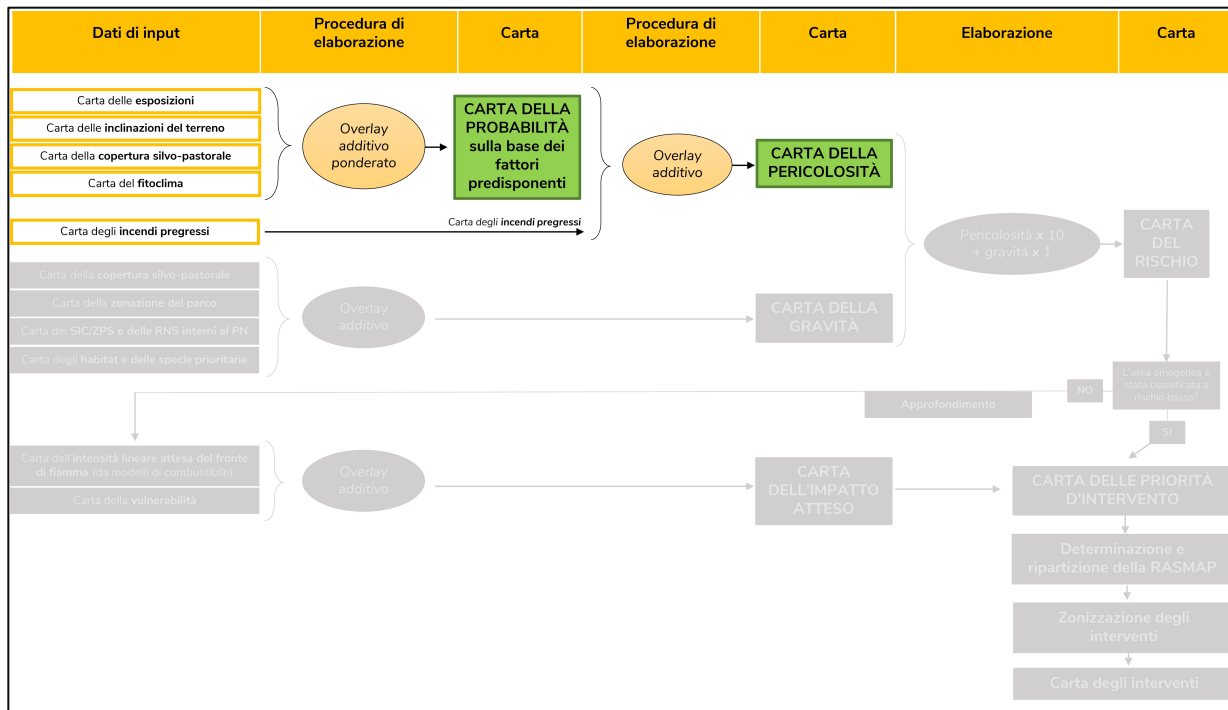 Dati di input
Procedura di
elaborazione
Carta
Procedura di
elaborazione
Carta
Elaborazione
Carta
Carta delle esposizioni
Carta delle inclinazioni del terreno
Carta della copertura silvo-pastorale
Carta del fitoclima
Overlay
additivo
ponderato
CARTA DELLA
PROBABILITÀ
sulla base dei
fattori
predisponenti
Overlay
additivo
CARTA DELLA
PERICOLOSITÀ
Carta degli incendi pregressi
Carta degli incendi pregressi
Pericolosità x 10
+ gravità x 1
CARTA
DEL
RISCHIO
Carta della copertura silvo-pastorale
Carta della zonazione del parco
Carta dei SIC/ZPS e delle RNS interni al PN
Carta degli habitat e delle specie prioritarie
Overlay
additivo
CARTA DELLA
GRAVITÀ
L'area omogenea è
stata classificata a
rischio basso?
NO
Approfondimento
SI
Carta dell'intensità lineare attesa del fronte
di fiamma (da modelli di combustibile)
Carta della vulnerabilità
Overlay
additivo
CARTA
DELL'IMPATTO
ATTESO
CARTA DELLE PRIORITÀ
D'INTERVENTO
Determinazione e
ripartizione della RASMAP
Zonizzazione degli
interventi
Carta degli interventi